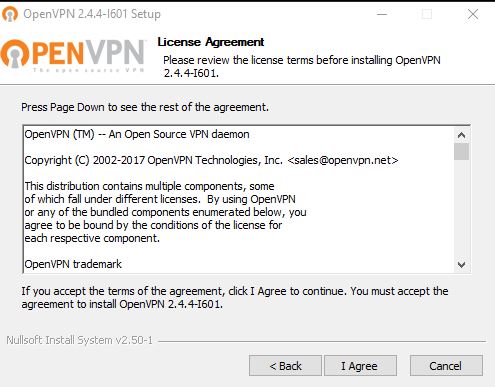 OpenVPN 2.4.4-I601 Setup
OPENVPN™
The open source VPN
License Agreement
Please review the license terms before installing OpenVPN
2.4.4-I601.
Press Page Down to see the rest of the agreement.
OpenVPN (TM) -- An Open Source VPN daemon
Copyright (C) 2002-2017 OpenVPN Technologies, Inc. <sales@openvpn.net>
This distribution contains multiple components, some
of which fall under different licenses.  By using OpenVPN
or any of the bundled components enumerated below, you
agree to be bound by the conditions of the license for
each respective component.
OpenVPN trademark
If you accept the terms of the agreement, click I Agree to continue. You must accept the
agreement to install OpenVPN 2.4.4-I601.
Nullsoft Install System v2.50-1
< Back
I Agree
Cancel